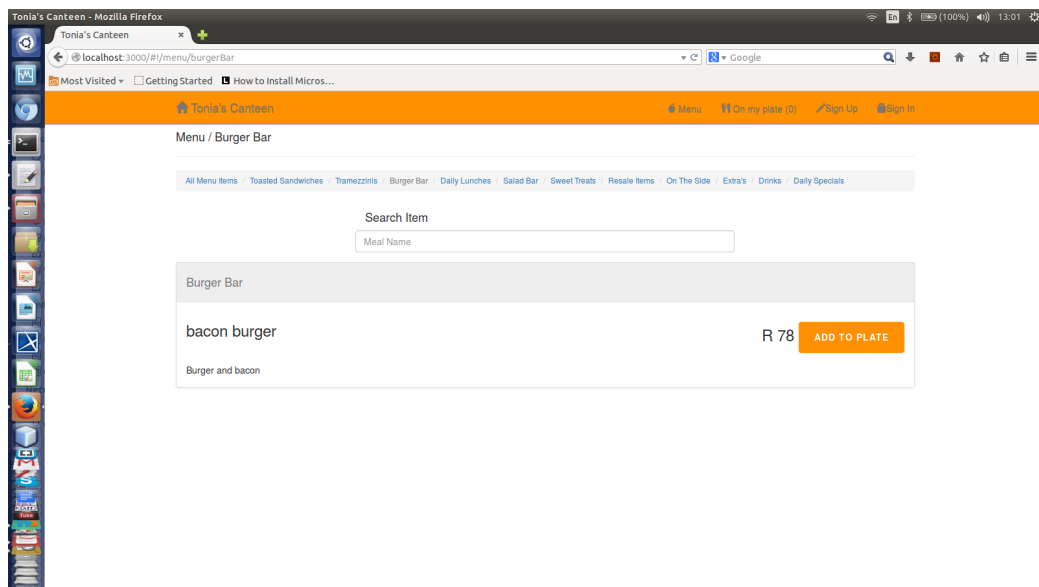 Tonia's Canteen - Mozilla Firefox
En (100%) 13:01
Tonia's Canteen
localhost:3000/#!/menu/burgerBar
Google
Most Visited Getting Started How to Install Micros...
Tonia's Canteen Menu On my plate (0) Sign Up Sign In
Menu / Burger Bar
All Menu Items / Toasted Sandwiches / Tramezzinis / Burger Bar / Daily Lunches / Salad Bar / Sweet Treats / Resale Items / On The Side / Extra's / Drinks / Daily Specials
Search Item
Meal Name
Burger Bar
bacon burger R 78 ADD TO PLATE
Burger and bacon